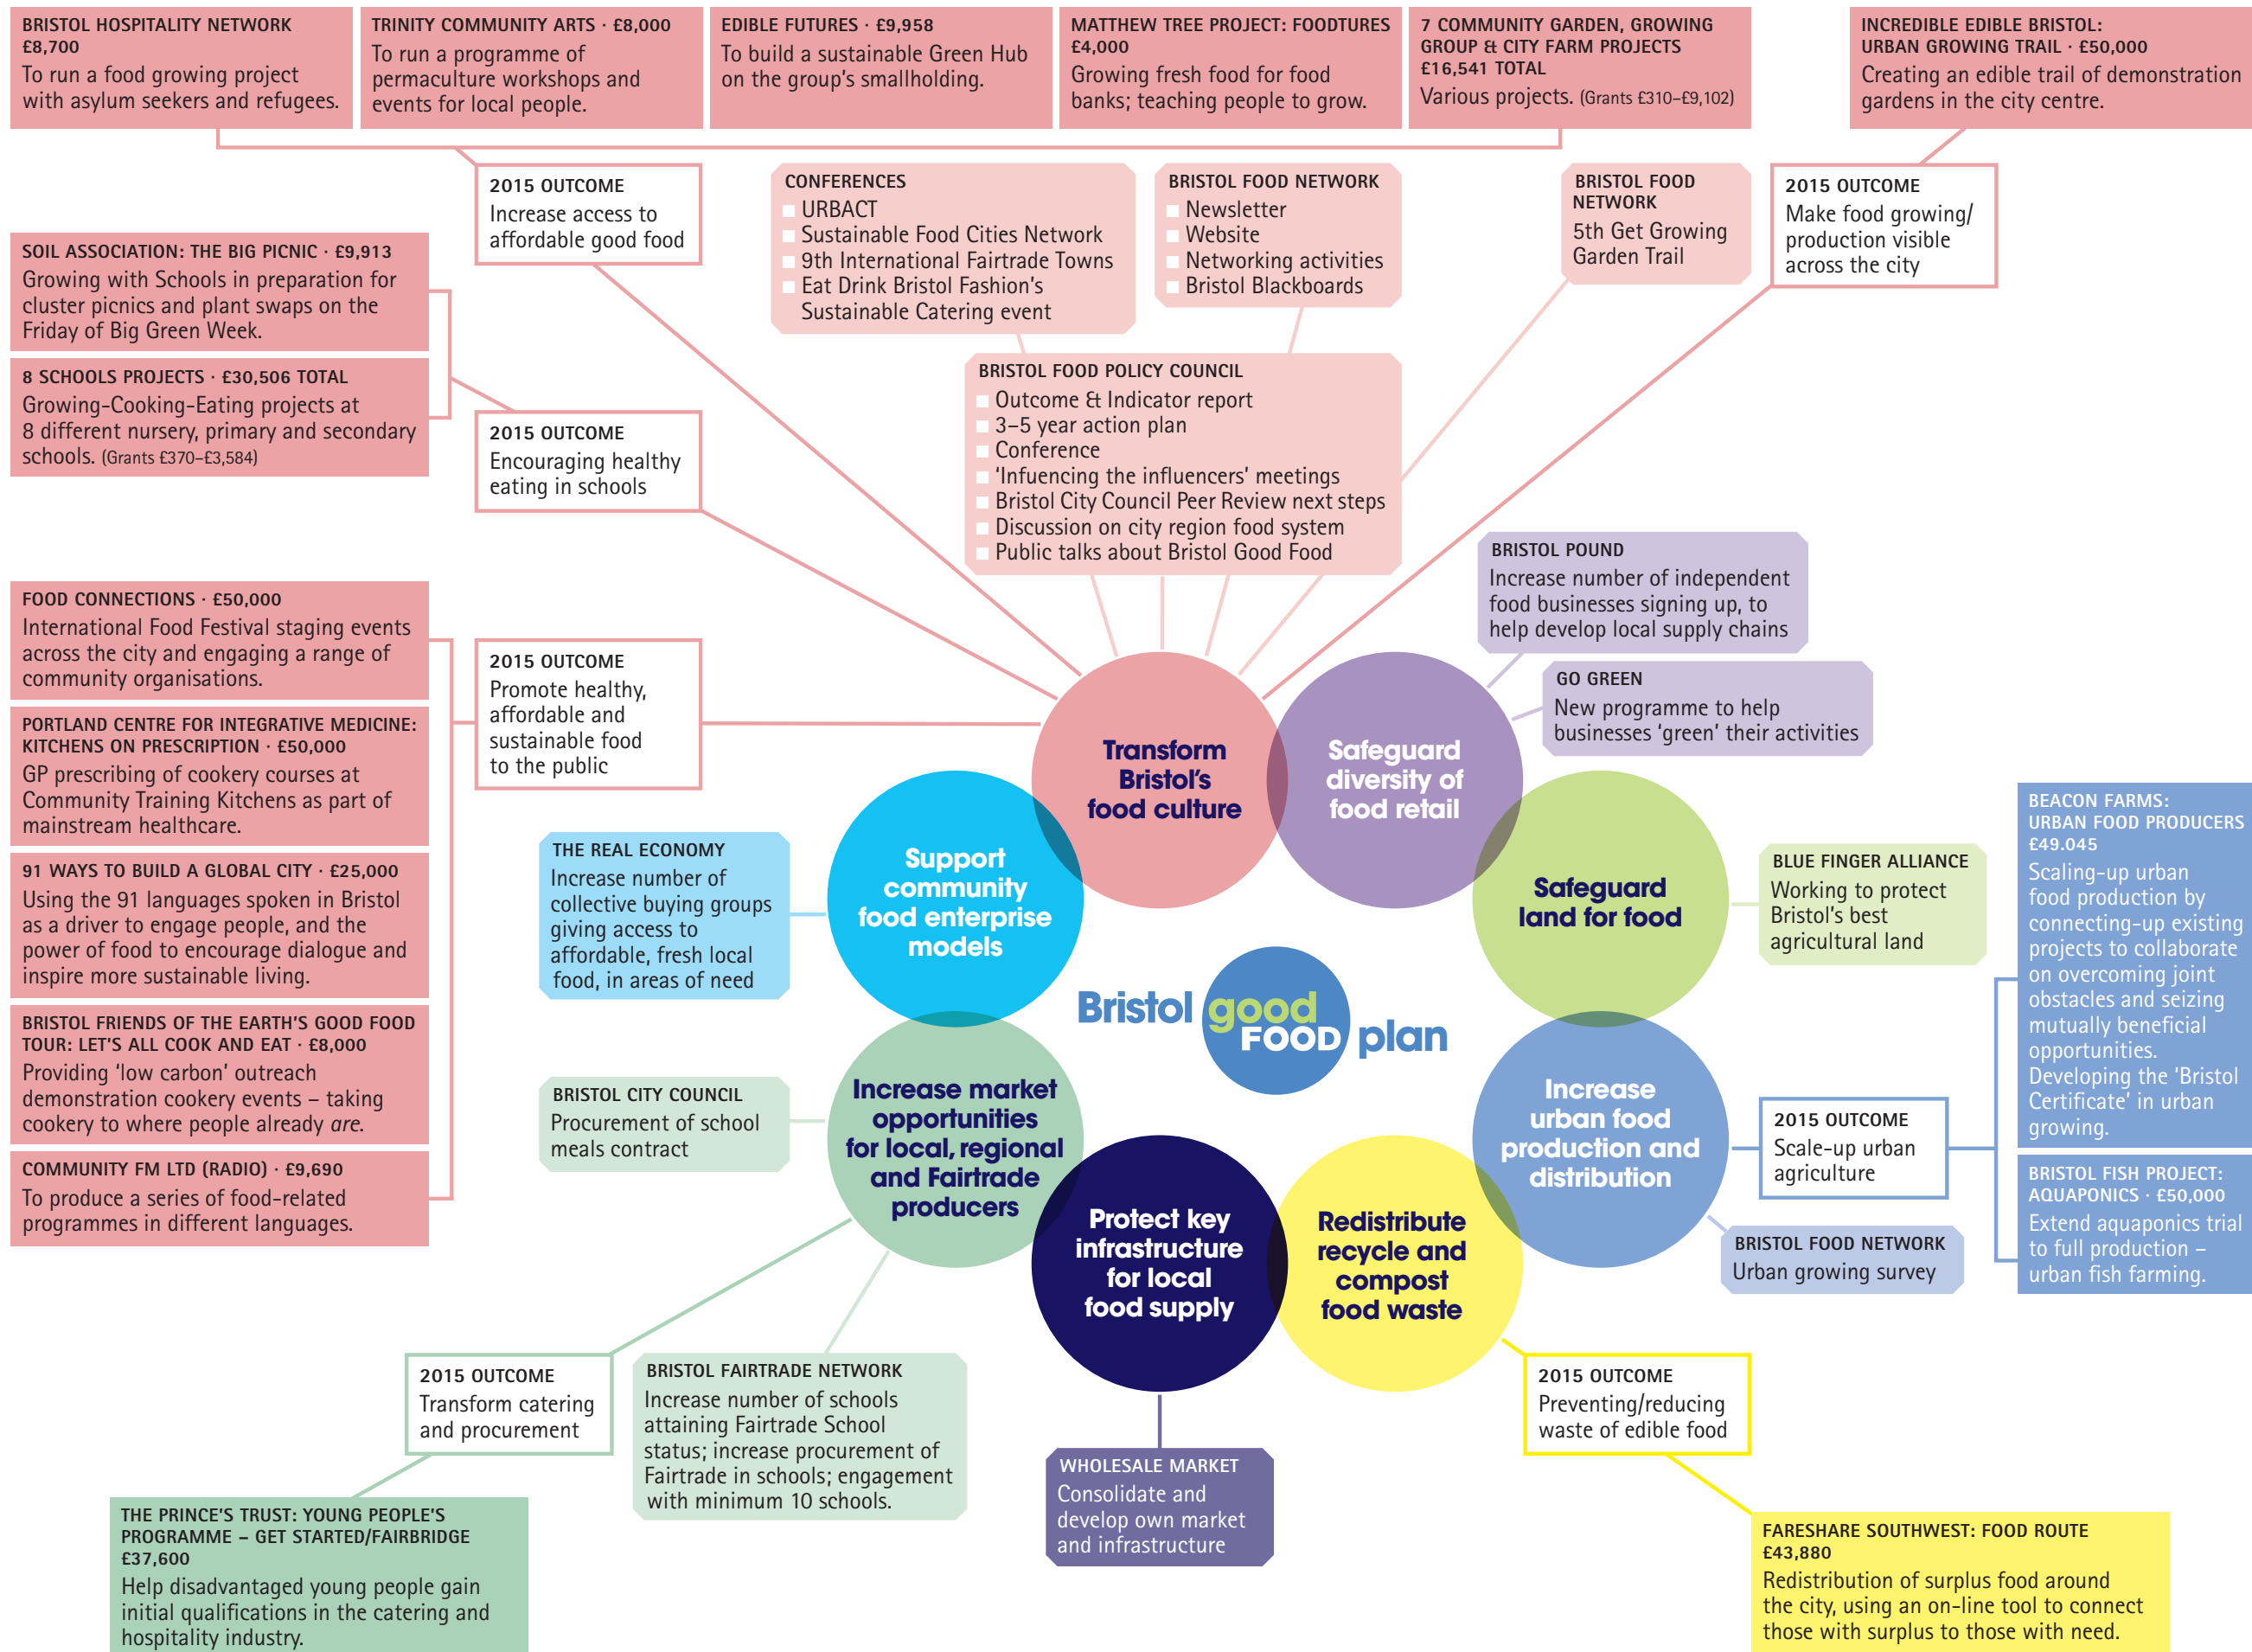 BRISTOL HOSPITALITY NETWORK
£8,700
To run a food growing project
with asylum seekers and refugees.
TRINITY COMMUNITY ARTS · £8,000
To run a programme of
permaculture workshops and
events for local people.
EDIBLE FUTURES · £9,958
To build a sustainable Green Hub
on the group's smallholding.
MATTHEW TREE PROJECT: FOODTURES
£4,000
Growing fresh food for food
banks; teaching people to grow.
7 COMMUNITY GARDEN, GROWING
GROUP & CITY FARM PROJECTS
£16,541 TOTAL
Various projects. (Grants £310–£9,102)
INCREDIBLE EDIBLE BRISTOL:
URBAN GROWING TRAIL · £50,000
Creating an edible trail of demonstration
gardens in the city centre.
2015 OUTCOME
Increase access to
affordable good food
CONFERENCES
URBACT
Sustainable Food Cities Network
9th International Fairtrade Towns
Eat Drink Bristol Fashion's
Sustainable Catering event
BRISTOL FOOD NETWORK
Newsletter
Website
Networking activities
Bristol Blackboards
BRISTOL FOOD
NETWORK
5th Get Growing
Garden Trail
2015 OUTCOME
Make food growing/
production visible
across the city
SOIL ASSOCIATION: THE BIG PICNIC · £9,913
Growing with Schools in preparation for
cluster picnics and plant swaps on the
Friday of Big Green Week.
8 SCHOOLS PROJECTS · £30,506 TOTAL
Growing-Cooking-Eating projects at
8 different nursery, primary and secondary
schools. (Grants £370–£3,584)
2015 OUTCOME
Encouraging healthy
eating in schools
BRISTOL FOOD POLICY COUNCIL
Outcome & Indicator report
3–5 year action plan
Conference
'Infuencing the influencers' meetings
Bristol City Council Peer Review next steps
Discussion on city region food system
Public talks about Bristol Good Food
BRISTOL POUND
Increase number of independent
food businesses signing up, to
help develop local supply chains
GO GREEN
New programme to help
businesses 'green' their activities
FOOD CONNECTIONS · £50,000
International Food Festival staging events
across the city and engaging a range of
community organisations.
PORTLAND CENTRE FOR INTEGRATIVE MEDICINE:
KITCHENS ON PRESCRIPTION · £50,000
GP prescribing of cookery courses at
Community Training Kitchens as part of
mainstream healthcare.
91 WAYS TO BUILD A GLOBAL CITY · £25,000
Using the 91 languages spoken in Bristol
as a driver to engage people, and the
power of food to encourage dialogue and
inspire more sustainable living.
BRISTOL FRIENDS OF THE EARTH'S GOOD FOOD
TOUR: LET'S ALL COOK AND EAT · £8,000
Providing 'low carbon' outreach
demonstration cookery events – taking
cookery to where people already are.
COMMUNITY FM LTD (RADIO) · £9,690
To produce a series of food-related
programmes in different languages.
2015 OUTCOME
Promote healthy,
affordable and
sustainable food
to the public
Transform
Bristol's
food culture
Safeguard
diversity of
food retail
Support
community
food enterprise
models
Safeguard
land for food
THE REAL ECONOMY
Increase number of
collective buying groups
giving access to
affordable, fresh local
food, in areas of need
BLUE FINGER ALLIANCE
Working to protect
Bristol's best
agricultural land
BEACON FARMS:
URBAN FOOD PRODUCERS
£49.045
Scaling-up urban
food production by
connecting-up existing
projects to collaborate
on overcoming joint
obstacles and seizing
mutually beneficial
opportunities.
Developing the 'Bristol
Certificate' in urban
growing.
Bristol good FOOD plan
BRISTOL CITY COUNCIL
Procurement of school
meals contract
Increase market
opportunities
for local, regional
and Fairtrade
producers
Increase
urban food
production and
distribution
2015 OUTCOME
Scale-up urban
agriculture
BRISTOL FISH PROJECT:
AQUAPONICS · £50,000
Extend aquaponics trial
to full production –
urban fish farming.
BRISTOL FOOD NETWORK
Urban growing survey
Protect key
infrastructure
for local
food supply
Redistribute
recycle and
compost
food waste
2015 OUTCOME
Transform catering
and procurement
BRISTOL FAIRTRADE NETWORK
Increase number of schools
attaining Fairtrade School
status; increase procurement of
Fairtrade in schools; engagement
with minimum 10 schools.
WHOLESALE MARKET
Consolidate and
develop own market
and infrastructure
2015 OUTCOME
Preventing/reducing
waste of edible food
THE PRINCE'S TRUST: YOUNG PEOPLE'S
PROGRAMME – GET STARTED/FAIRBRIDGE
£37,600
Help disadvantaged young people gain
initial qualifications in the catering and
hospitality industry.
FARESHARE SOUTHWEST: FOOD ROUTE
£43,880
Redistribution of surplus food around
the city, using an on-line tool to connect
those with surplus to those with need.